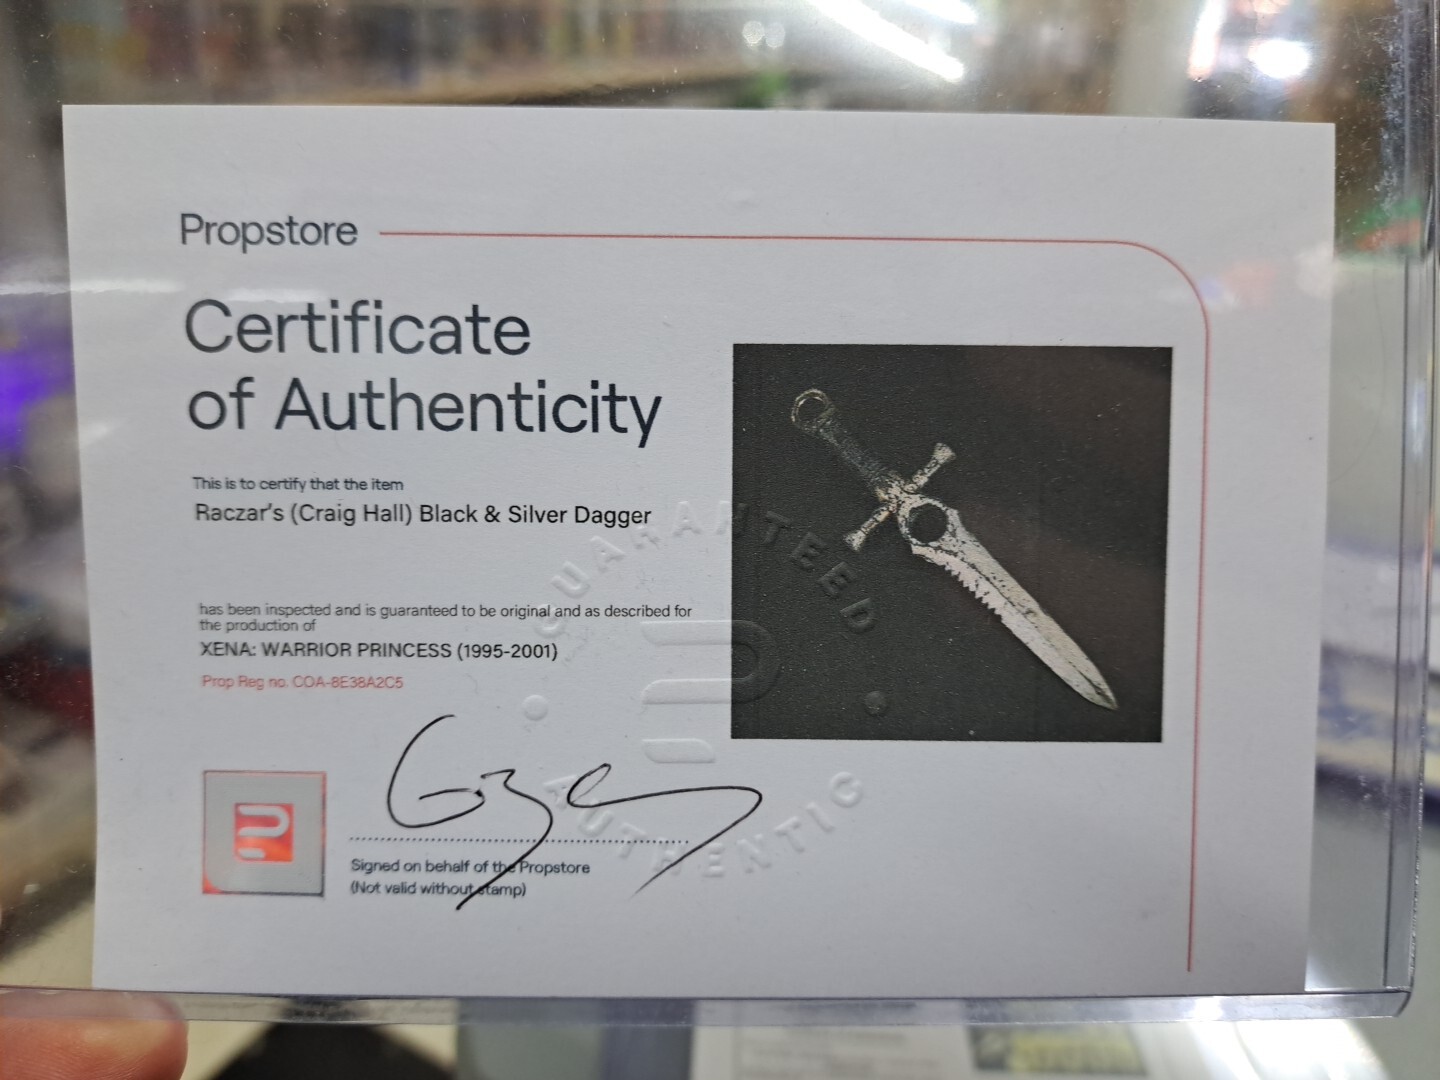 Propstore
Certificate
of Authenticity
This is to certify that the item
Raczar's (Craig Hall) Black & Silver Dagger
has been inspected and is guaranteed to be original and as described for
the production of
XENA: WARRIOR PRINCESS (1995-2001)
Prop Reg no. COA-8E38A2C5
GUARANTEED
AUTHENTIC
Signed on behalf of the Propstore
(Not valid without stamp)